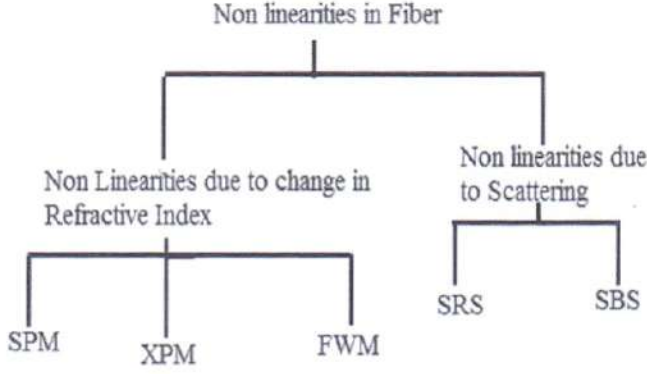 Non linearities in Fiber
Non Linearities due to change in
Refractive Index
Non linearities due
to Scattering
SPM
XPM
FWM
SRS
SBS